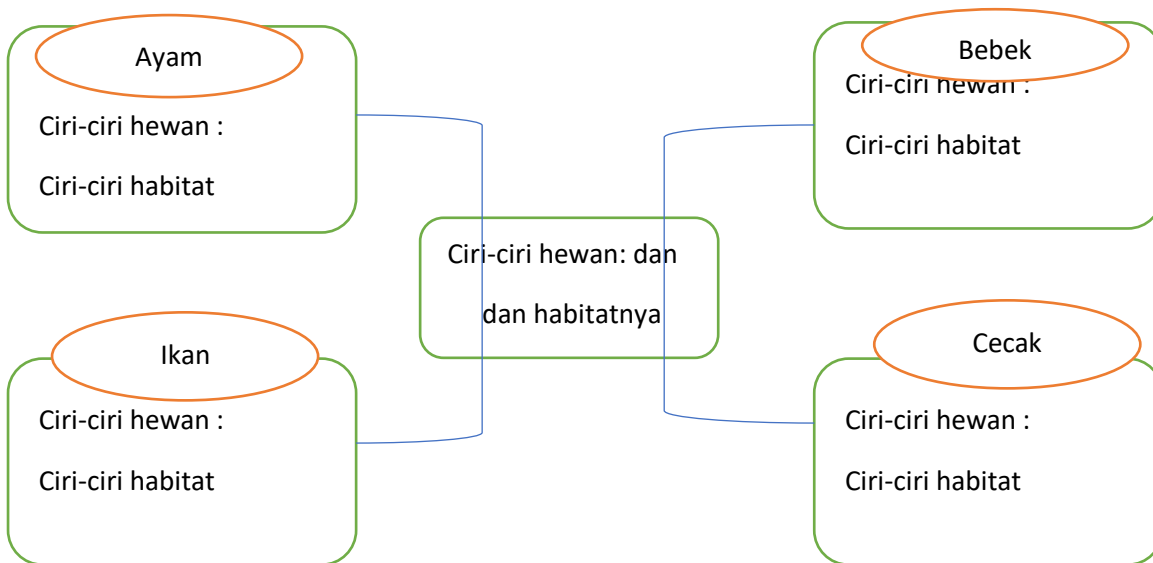 Ayam
Ciri-ciri hewan :
Ciri-ciri habitat
Bebek
Ciri-ciri hewan :
Ciri-ciri habitat
Ciri-ciri hewan: dan
dan habitatnya
Ikan
Ciri-ciri hewan :
Ciri-ciri habitat
Cecak
Ciri-ciri hewan :
Ciri-ciri habitat